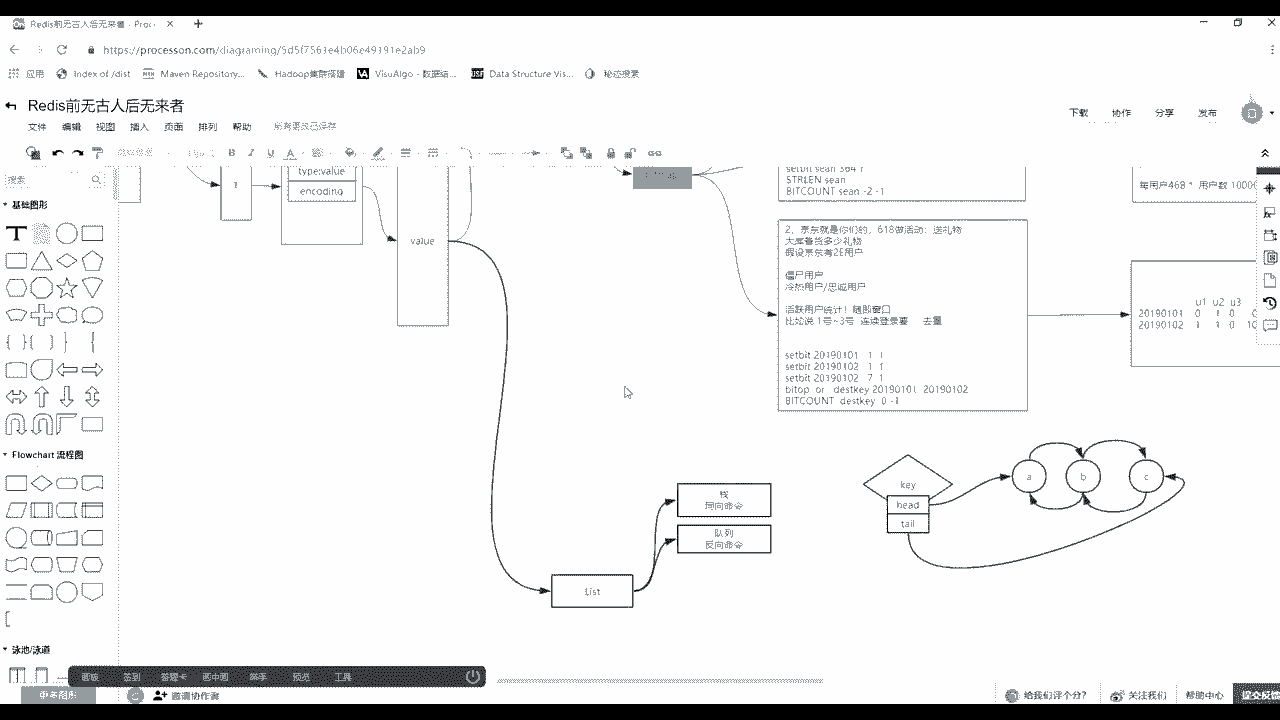 Redis前无古人后无来者 - Proc
https://processon.com/diagraming/5d5f7561e4b06e49191e2ab9
应用
Index of /dist
Maven Repository...
Hadoop集群搭建
VisuAlgo - 数据结...
Data Structure Vis...
秘迹搜索
Redis前无古人后无来者
文件 编辑 视图 插入 页面 排列 帮助 所有更改已保存
下载 协作 分享 发布
B I U A
搜索
基础图形
Flowchart 流程图
泳池/泳道
更多图形
type:value
encoding
value
setbit sean 364 1
STRLEN sean
BITCOUNT sean -2 -1
2、京东就是你们的，618做活动：送礼物
大库备货多少礼物
假设京东有2E用户
僵尸用户
冷热用户/忠诚用户
活跃用户统计！随即窗口
比如说 1号~3号 连续登录要 去重
setbit 20190101 1 1
setbit 20190102 1 1
setbit 20190102 7 1
bitop or destkey 20190101 20190102
BITCOUNT destkey 0 -1
每用户46B * 用户数 10000
u1 u2 u3
20190101 0 1 0
20190102 1 1 0
栈
同向命令
队列
反向命令
List
key
head
tail
a
b
c
画板 签到 答题卡 画中画 举手 预览 工具
邀请协作者
给我们评个分?
关注我们
帮助中心
提交反馈